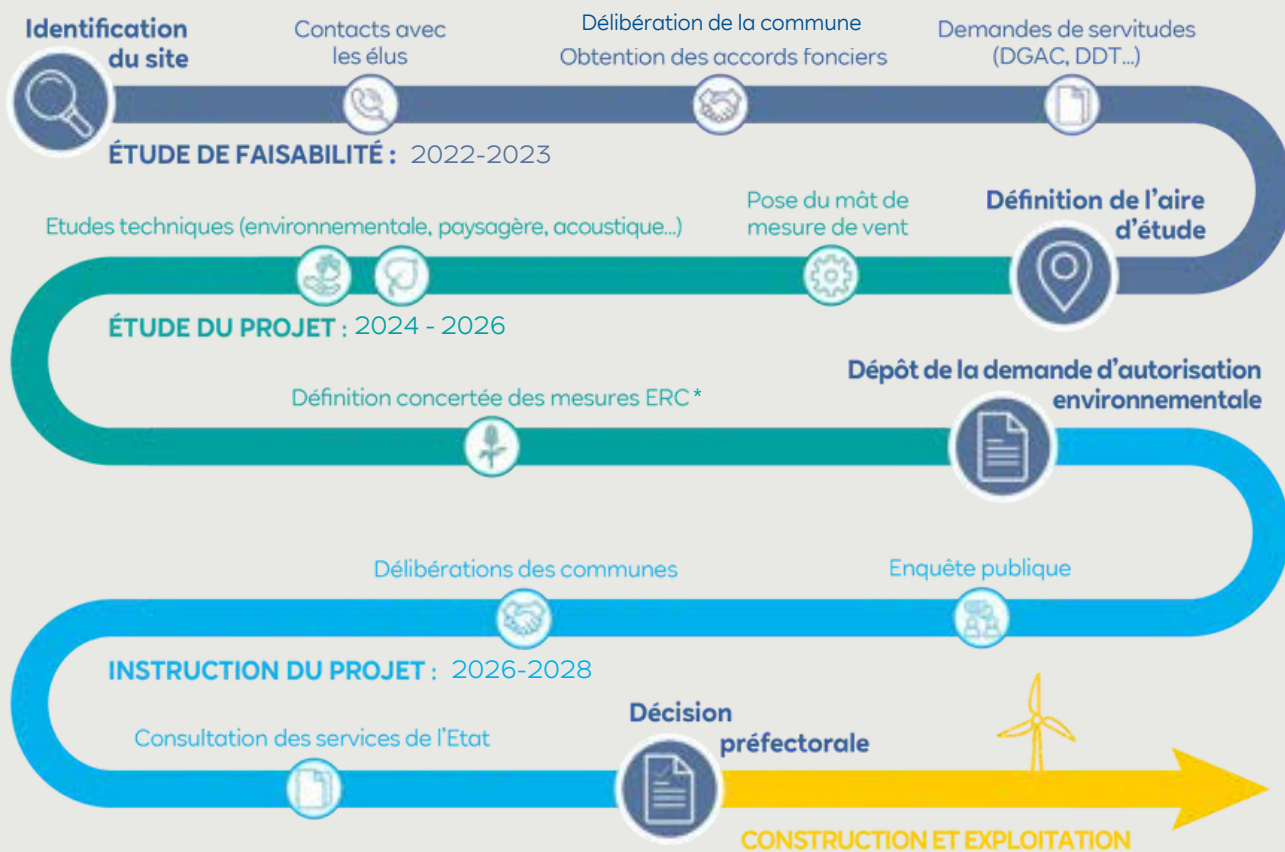 Identification
du site
Contacts avec
les élus
Délibération de la commune
Obtention des accords fonciers
Demandes de servitudes
(DGAC, DDT...)
ÉTUDE DE FAISABILITÉ : 2022-2023
Définition de l'aire
d'étude
Pose du mât de
mesure de vent
Etudes techniques (environnementale, paysagère, acoustique...)
ÉTUDE DU PROJET : 2024 - 2026
Définition concertée des mesures ERC*
Dépôt de la demande d'autorisation
environnementale
Enquête publique
Délibérations des communes
INSTRUCTION DU PROJET : 2026-2028
Consultation des services de l'Etat
Décision
préfectorale
CONSTRUCTION ET EXPLOITATION